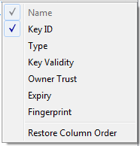 Name
Key ID
Type
Key Validity
Owner Trust
Expiry
Fingerprint
Restore Column Order